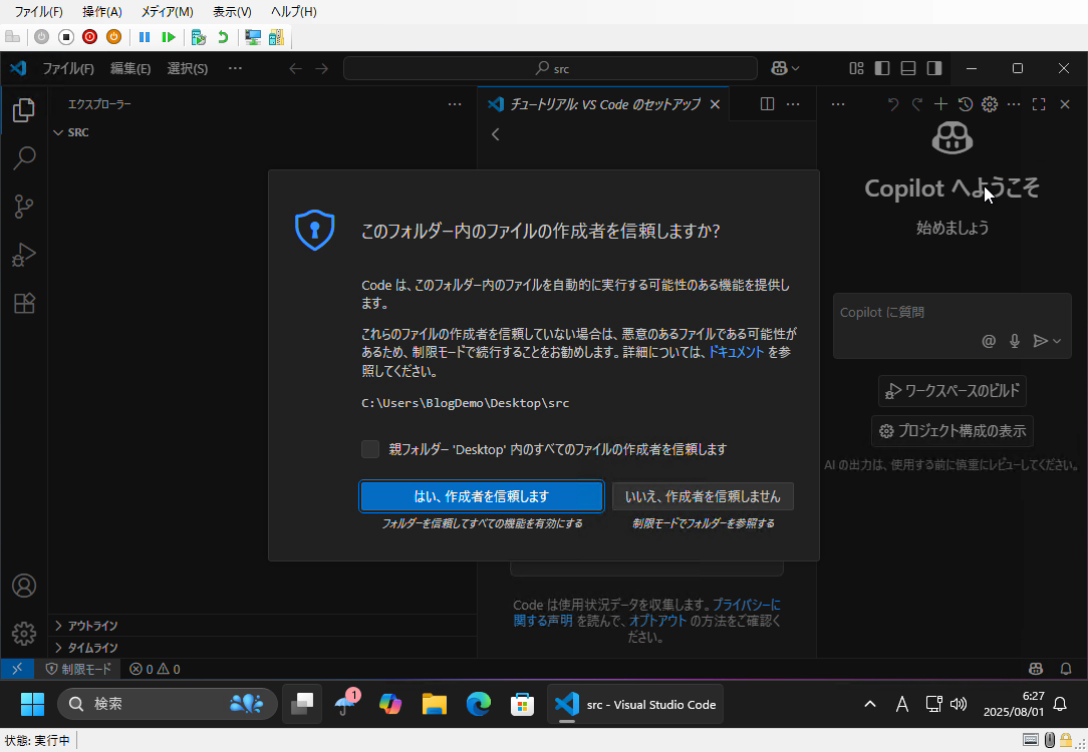 ファイル(F) 操作(A) メディア(M) 表示(V) ヘルプ(H)
ファイル(F) 編集(E) 選択(S) … src
エクスプローラー …
チュートリアル: VS Code のセットアップ
SRC
Copilot へようこそ
始めましょう
このフォルダー内のファイルの作成者を信頼しますか?
Code は、このフォルダー内のファイルを自動的に実行する可能性のある機能を提供し
ます。
これらのファイルの作成者を信頼していない場合は、悪意のあるファイルである可能性が
あるため、制限モードで続行することをお勧めします。詳細については、ドキュメント を参
照してください。
C:\Users\BlogDemo\Desktop\src
親フォルダー 'Desktop' 内のすべてのファイルの作成者を信頼します
はい、作成者を信頼します
いいえ、作成者を信頼しません
フォルダーを信頼してすべての機能を有効にする
制限モードでフォルダーを参照する
Copilot に質問
ワークスペースのビルド
プロジェクト構成の表示
AI の出力は、使用する前に慎重にレビューしてください。
Code は使用状況データを収集します。プライバシーに
関する声明 を読んで、オプトアウト の方法をご確認く
ださい。
アウトライン
タイムライン
制限モード 0 0
検索
1
src - Visual Studio Code
A
6:27
2025/08/01
状態: 実行中